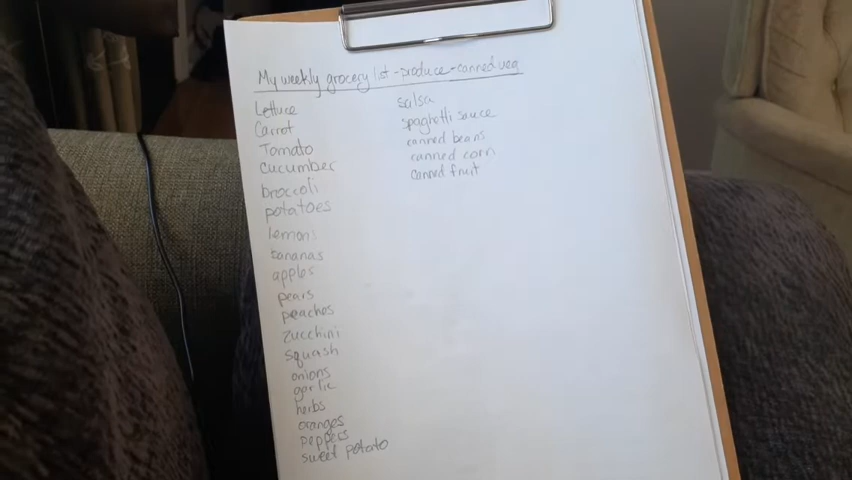 My weekly grocery list - produce - canned veg
Lettuce
Carrot
Tomato
cucumber
broccoli
potatoes
lemons
bananas
apples
pears
peaches
zucchini
squash
onions
garlic
herbs
oranges
peppers
sweet potato
salsa
spaghetti sauce
canned beans
canned corn
canned fruit